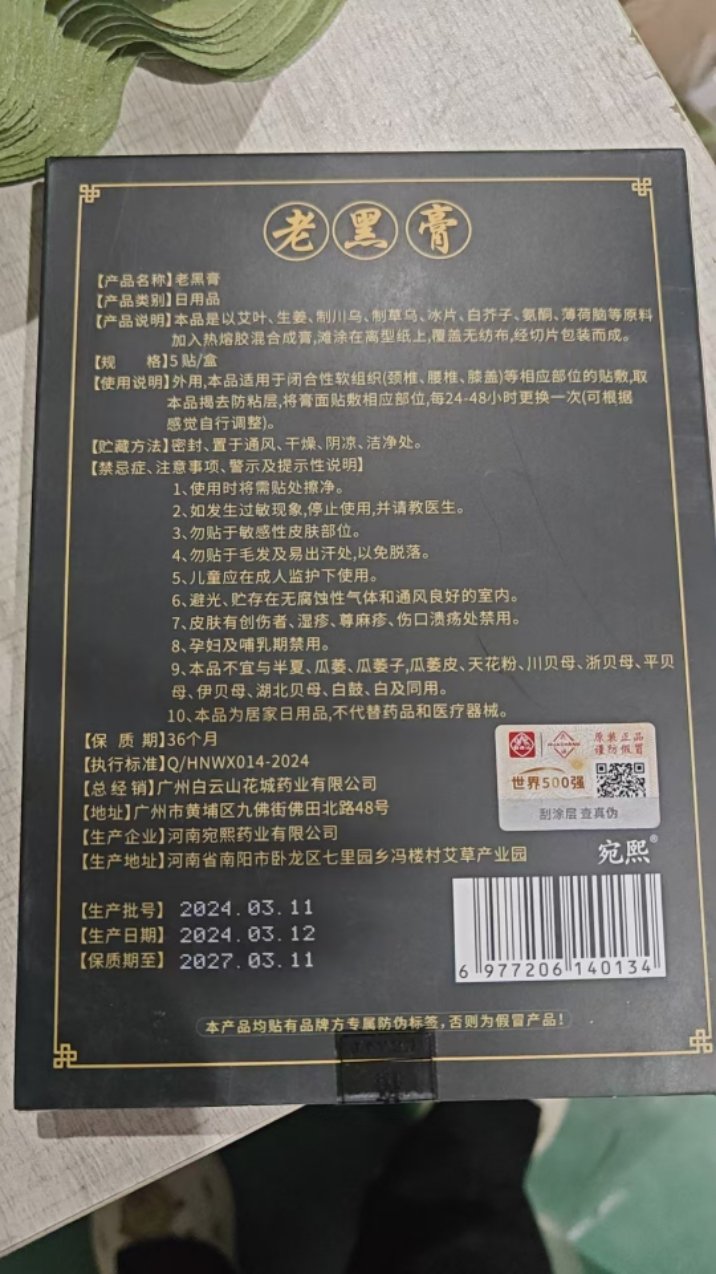 老黑膏
【产品名称】老黑膏
【产品类别】日用品
【产品说明】本品是以艾叶、生姜、制川乌、制草乌、冰片、白芥子、氨酮、薄荷脑等原料
加入热熔胶混合成膏,滩涂在离型纸上,覆盖无纺布,经切片包装而成。
【规 格】5贴/盒
【使用说明】外用,本品适用于闭合性软组织(颈椎、腰椎、膝盖)等相应部位的贴敷,取
本品揭去防粘层,将膏面贴敷相应部位,每24-48小时更换一次(可根据
感觉自行调整)。
【贮藏方法】密封、置于通风、干燥、阴凉、洁净处。
【禁忌症、注意事项、警示及提示性说明】
1、使用时将需贴处擦净。
2、如发生过敏现象,停止使用,并请教医生。
3、勿贴于敏感性皮肤部位。
4、勿贴于毛发及易出汗处,以免脱落。
5、儿童应在成人监护下使用。
6、避光、贮存在无腐蚀性气体和通风良好的室内。
7、皮肤有创伤者、湿疹、尊麻疹、伤口溃疡处禁用。
8、孕妇及哺乳期禁用。
9、本品不宜与半夏、瓜蒌、瓜蒌子,瓜蒌皮、天花粉、川贝母、浙贝母、平贝
母、伊贝母、湖北贝母、白鼓、白及同用。
10、本品为居家日用品,不代替药品和医疗器械。
【保 质 期】36个月
【执行标准】Q/HNWX014-2024
【总 经 销】广州白云山花城药业有限公司
【地址】广州市黄埔区九佛街佛田北路48号
【生产企业】河南宛熙药业有限公司
【生产地址】河南省南阳市卧龙区七里园乡冯楼村艾草产业园
原装正品
谨防假冒
世界500强
刮涂层 查真伪
宛熙®
【生产批号】 2024.03.11
【生产日期】 2024.03.12
【保质期至】 2027.03.11
6 977206 140134
本产品均贴有品牌方专属防伪标签,否则为假冒产品!